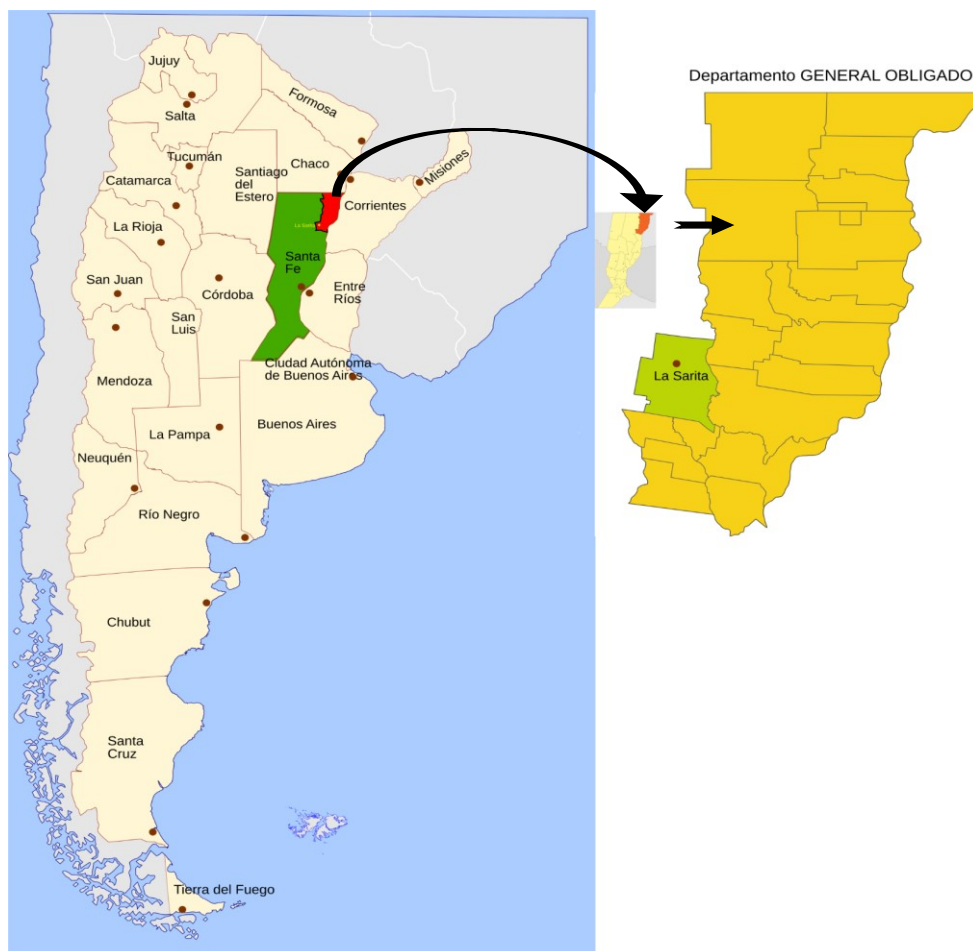 Departamento GENERAL OBLIGADO
Jujuy
Formosa
Salta
Tucumán
Chaco
Misiones
Santiago
del
Estero
Catamarca
Corrientes
La Rioja
La Sarita
Santa
Fe
San Juan
Córdoba
Entre
Ríos
San
Luis
Ciudad Autónoma
de Buenos Aires
Mendoza
La Sarita
Buenos Aires
La Pampa
Neuquén
Río Negro
Chubut
Santa
Cruz
Tierra del Fuego